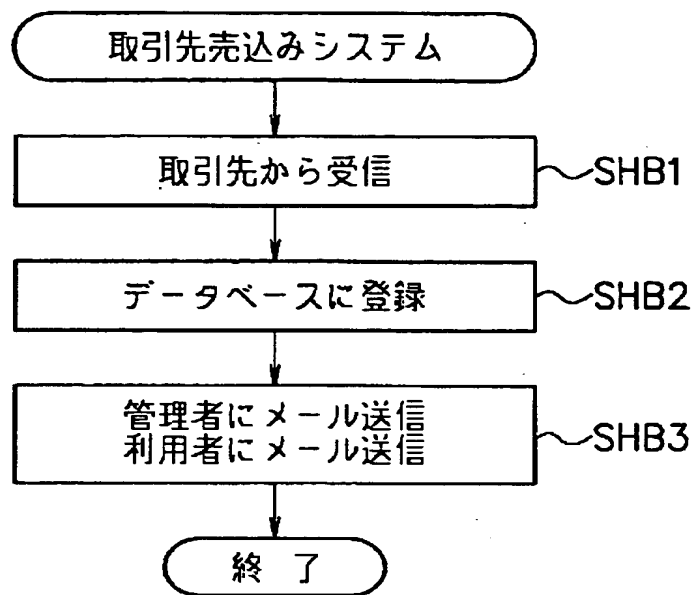 取引先売込みシステム
取引先から受信
SHB1
データベースに登録
SHB2
管理者にメール送信
利用者にメール送信
SHB3
終 了